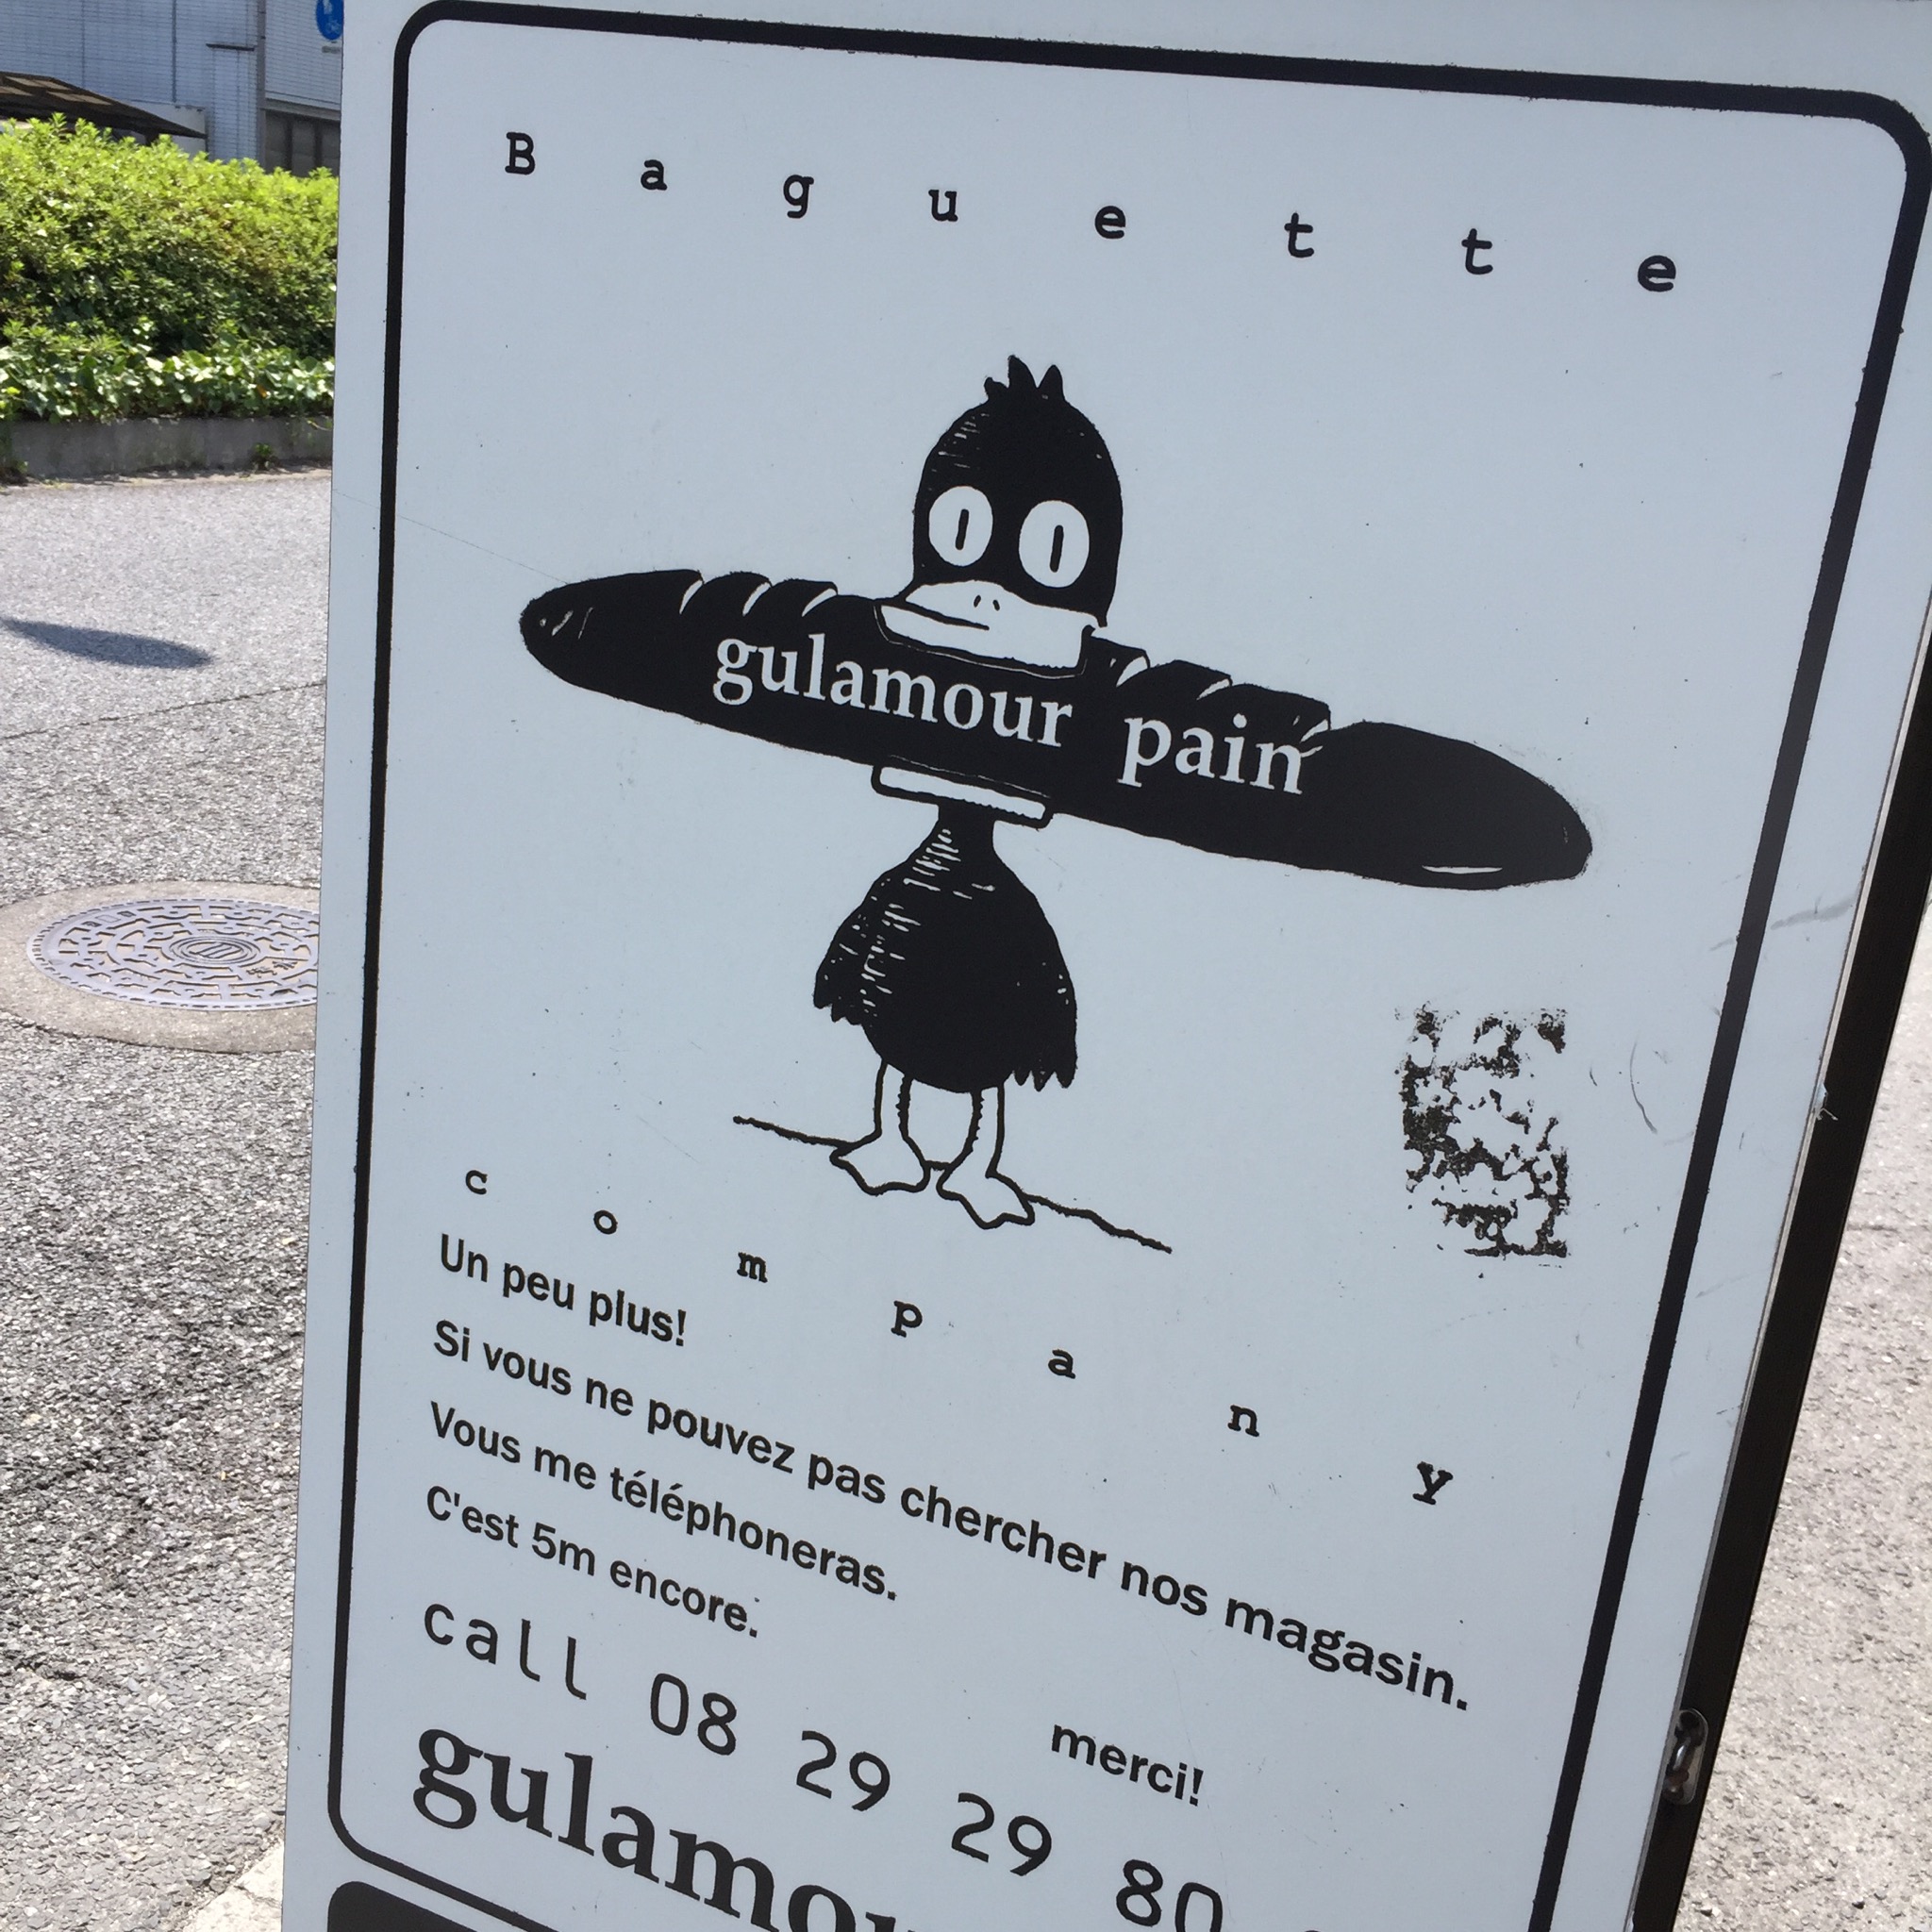 Baguette
gulamour pain
company
Un peu plus!
Si vous ne pouvez pas chercher nos magasin.
Vous me téléphoneras.
C'est 5m encore.
merci!
call 08 29 29 80